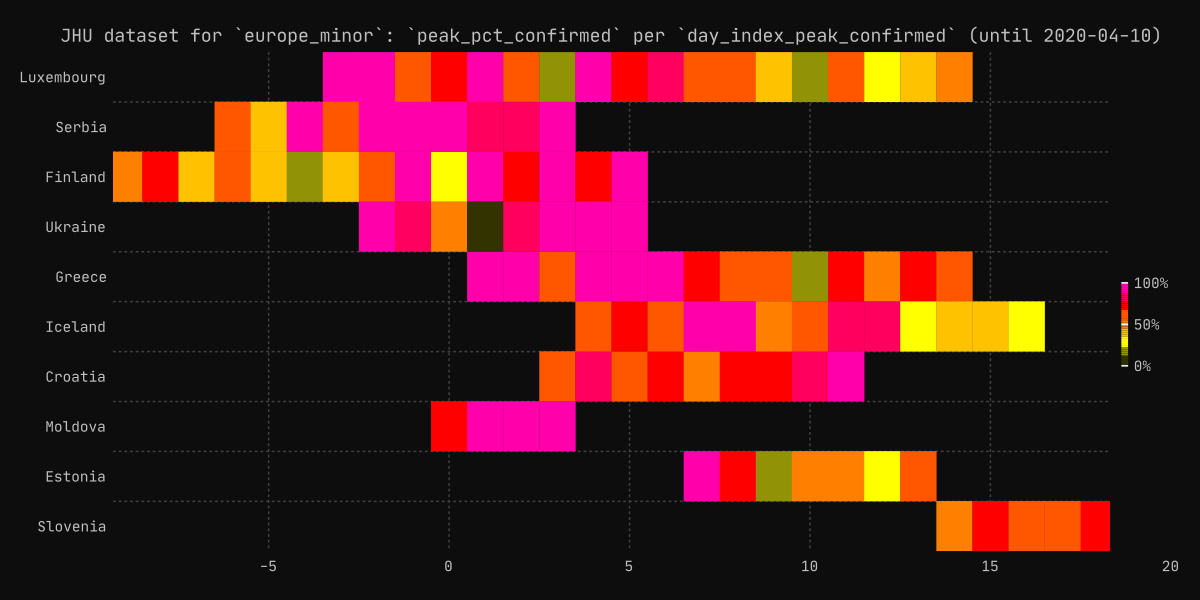 JHU dataset for `europe_minor`: `peak_pct_confirmed` per `day_index_peak_confirmed` (until 2020-04-10)
Luxembourg
Serbia
Finland
Ukraine
Greece
Iceland
Croatia
Moldova
Estonia
Slovenia
100%
50%
0%
−5
0
5
10
15
20